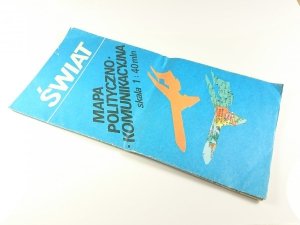 ŚWIAT
MAPA
POLITYCZNO-
KOMUNIKACYJNA
skala 1:40 mln